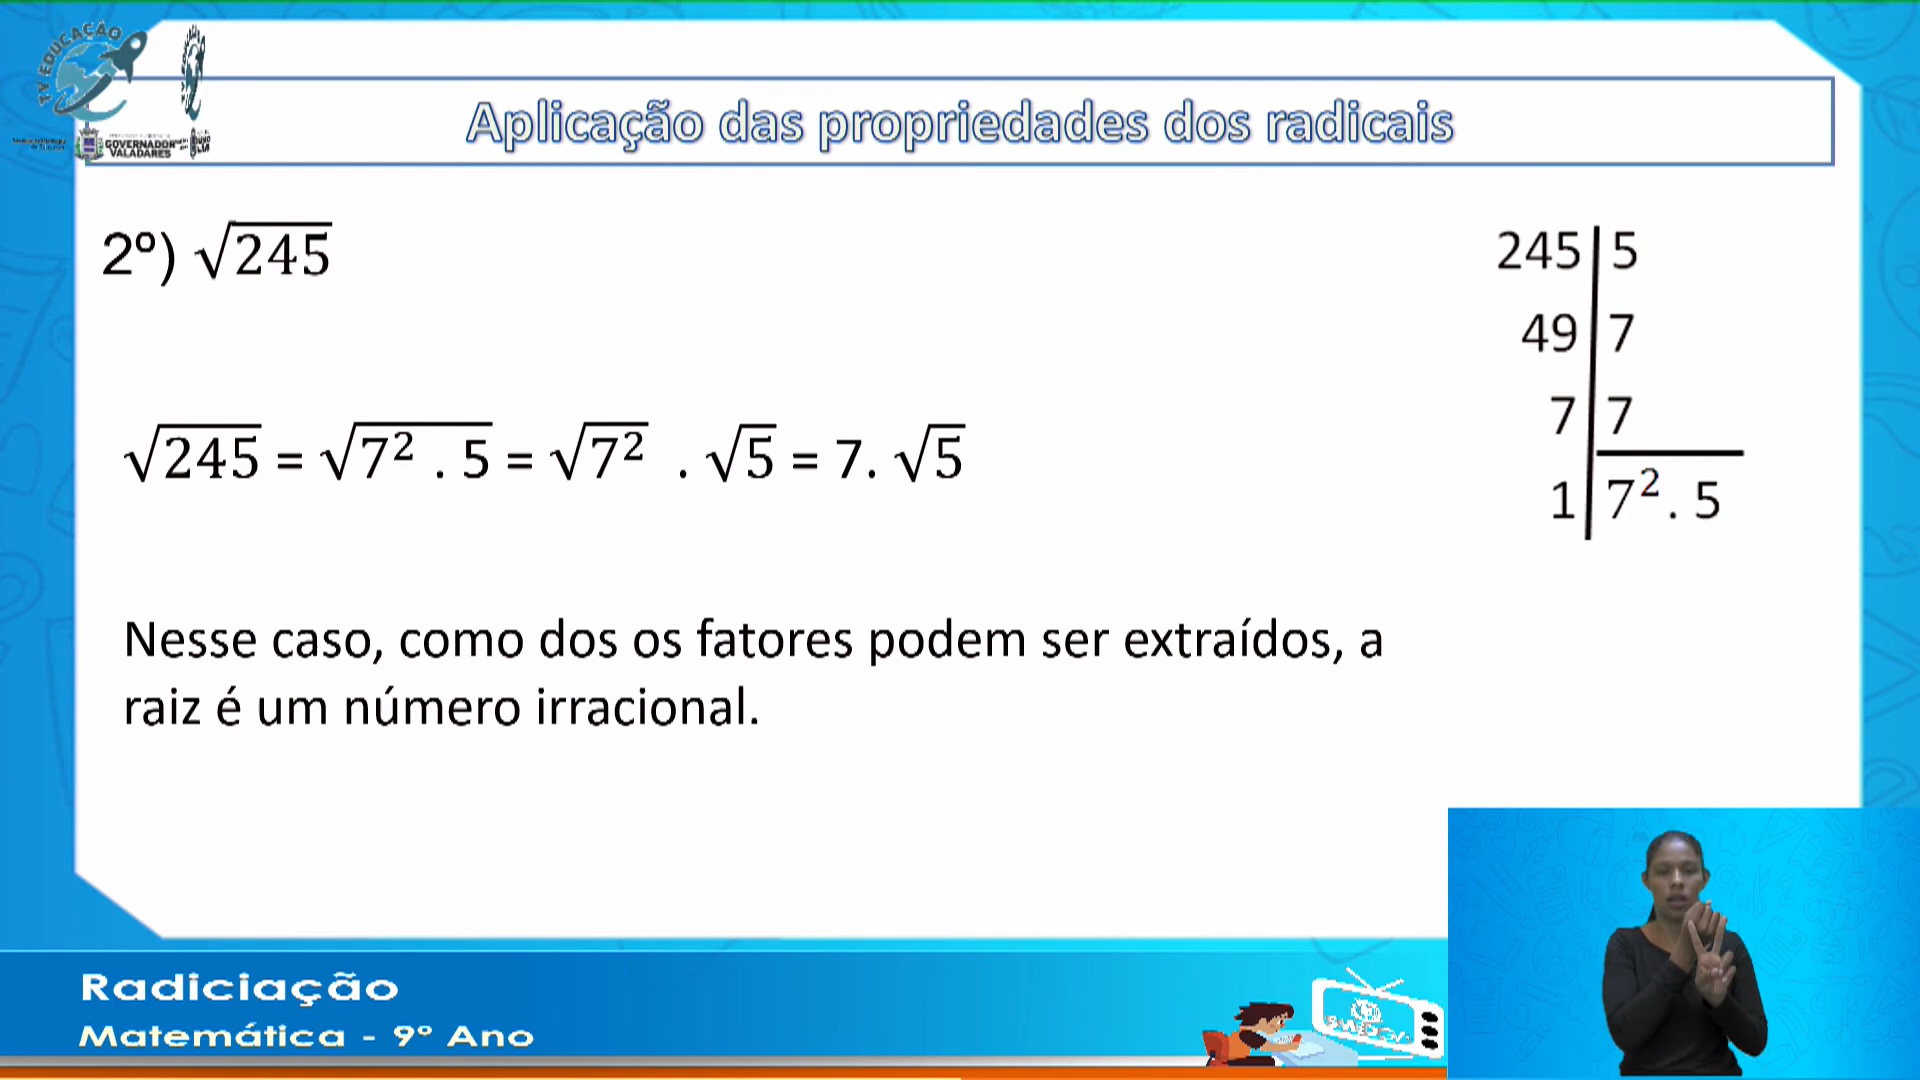 TV EDUCAÇÃO
GOVERNADOR
VALADARES
Aplicação das propriedades dos radicais
2º) √245
245 | 5
49 | 7
7 | 7
1 | 7² . 5
√245 = √7² . 5 = √7² . √5 = 7. √5
Nesse caso, como dos os fatores podem ser extraídos, a
raiz é um número irracional.
Radiciação
Matemática - 9º Ano